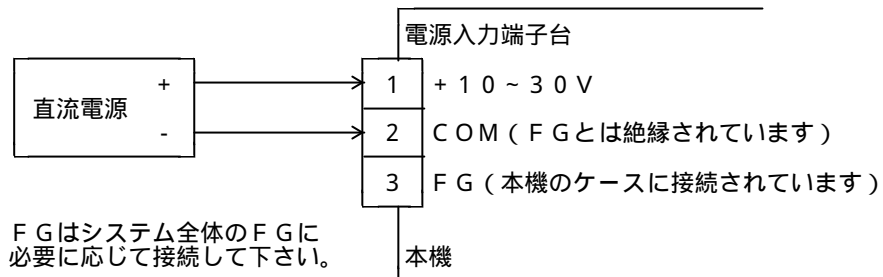 電源入力端子台
直流電源
+
-
1 +10~30V
2 COM(FGとは絶縁されています)
3 FG(本機のケースに接続されています)
FGはシステム全体のFGに
必要に応じて接続して下さい。
本機